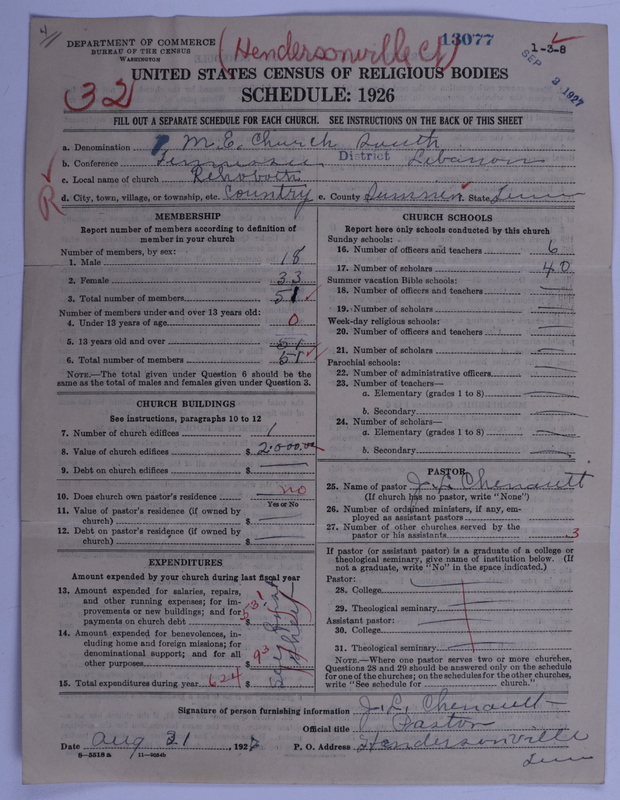 4
DEPARTMENT OF COMMERCE
BUREAU OF THE CENSUS
WASHINGTON
(Hendersonville
13077
1-3-8
SEP 3 1927
UNITED STATES CENSUS OF RELIGIOUS BODIES
32
SCHEDULE: 1926
FILL OUT A SEPARATE SCHEDULE FOR EACH CHURCH. SEE INSTRUCTIONS ON THE BACK OF THIS SHEET
a. Denomination M. E. Church South
b. Conference Tennessee District Lebanon
c. Local name of church Rehoboth
R
d. City, town, village, or township, etc. Country e. County Sumner State Tenn
MEMBERSHIP
Report number of members according to definition of
member in your church
Number of members, by sex:
1. Male 18
2. Female 33
3. Total number of members 51
Number of members under and over 13 years old:
4. Under 13 years of age 0
5. 13 years old and over 51
6. Total number of members 51
NOTE.—The total given under Question 6 should be the
same as the total of males and females given under Question 3.
CHURCH BUILDINGS
See instructions, paragraphs 10 to 12
7. Number of church edifices 1
8. Value of church edifices $ 2000.00
9. Debt on church edifices $
10. Does church own pastor's residence no
Yes or No
11. Value of pastor's residence (if owned by
church) $
12. Debt on pastor's residence (if owned by
church) $
EXPENDITURES
Amount expended by your church during last fiscal year
13. Amount expended for salaries, repairs,
and other running expenses; for im-
provements or new buildings; and for
payments on church debt $ 531
14. Amount expended for benevolences, in-
cluding home and foreign missions; for
denominational support; and for all
other purposes $ 93
15. Total expenditures during year 624 $
CHURCH SCHOOLS
Report here only schools conducted by this church
Sunday schools:
16. Number of officers and teachers 6
17. Number of scholars 40
Summer vacation Bible schools:
18. Number of officers and teachers
19. Number of scholars
Week-day religious schools:
20. Number of officers and teachers
21. Number of scholars
Parochial schools:
22. Number of administrative officers
23. Number of teachers—
a. Elementary (grades 1 to 8)
b. Secondary
24. Number of scholars—
a. Elementary (grades 1 to 8)
b. Secondary
PASTOR
25. Name of pastor J. L. Chenault
(If church has no pastor, write "None")
26. Number of ordained ministers, if any, em-
ployed as assistant pastors
27. Number of other churches served by the
pastor or his assistants 3
If pastor (or assistant pastor) is a graduate of a college or
theological seminary, give name of institution below. (If
not a graduate, write "No" in the space indicated.)
Pastor:
28. College
29. Theological seminary
Assistant pastor:
30. College
31. Theological seminary
NOTE.—Where one pastor serves two or more churches,
Questions 28 and 29 should be answered only on the schedule
for one of the churches; on the schedules for the other churches,
write "See schedule for church."
Signature of person furnishing information J. L. Chenault
Official title Pastor
Date Aug 31, 192
P. O. Address Hendersonville
Tenn
8—5518 a